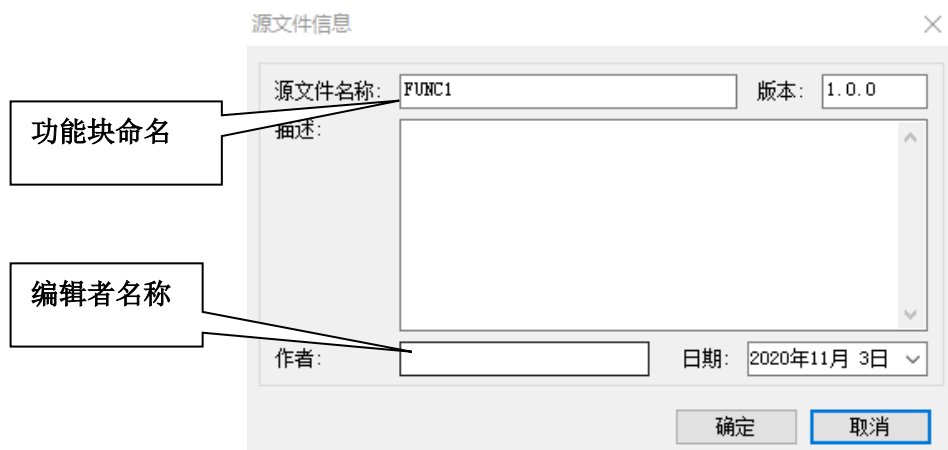 源文件信息
源文件名称: FUNC1 版本: 1.0.0
功能块命名
描述:
编辑者名称
作者: 日期: 2020年11月 3日
确定 取消